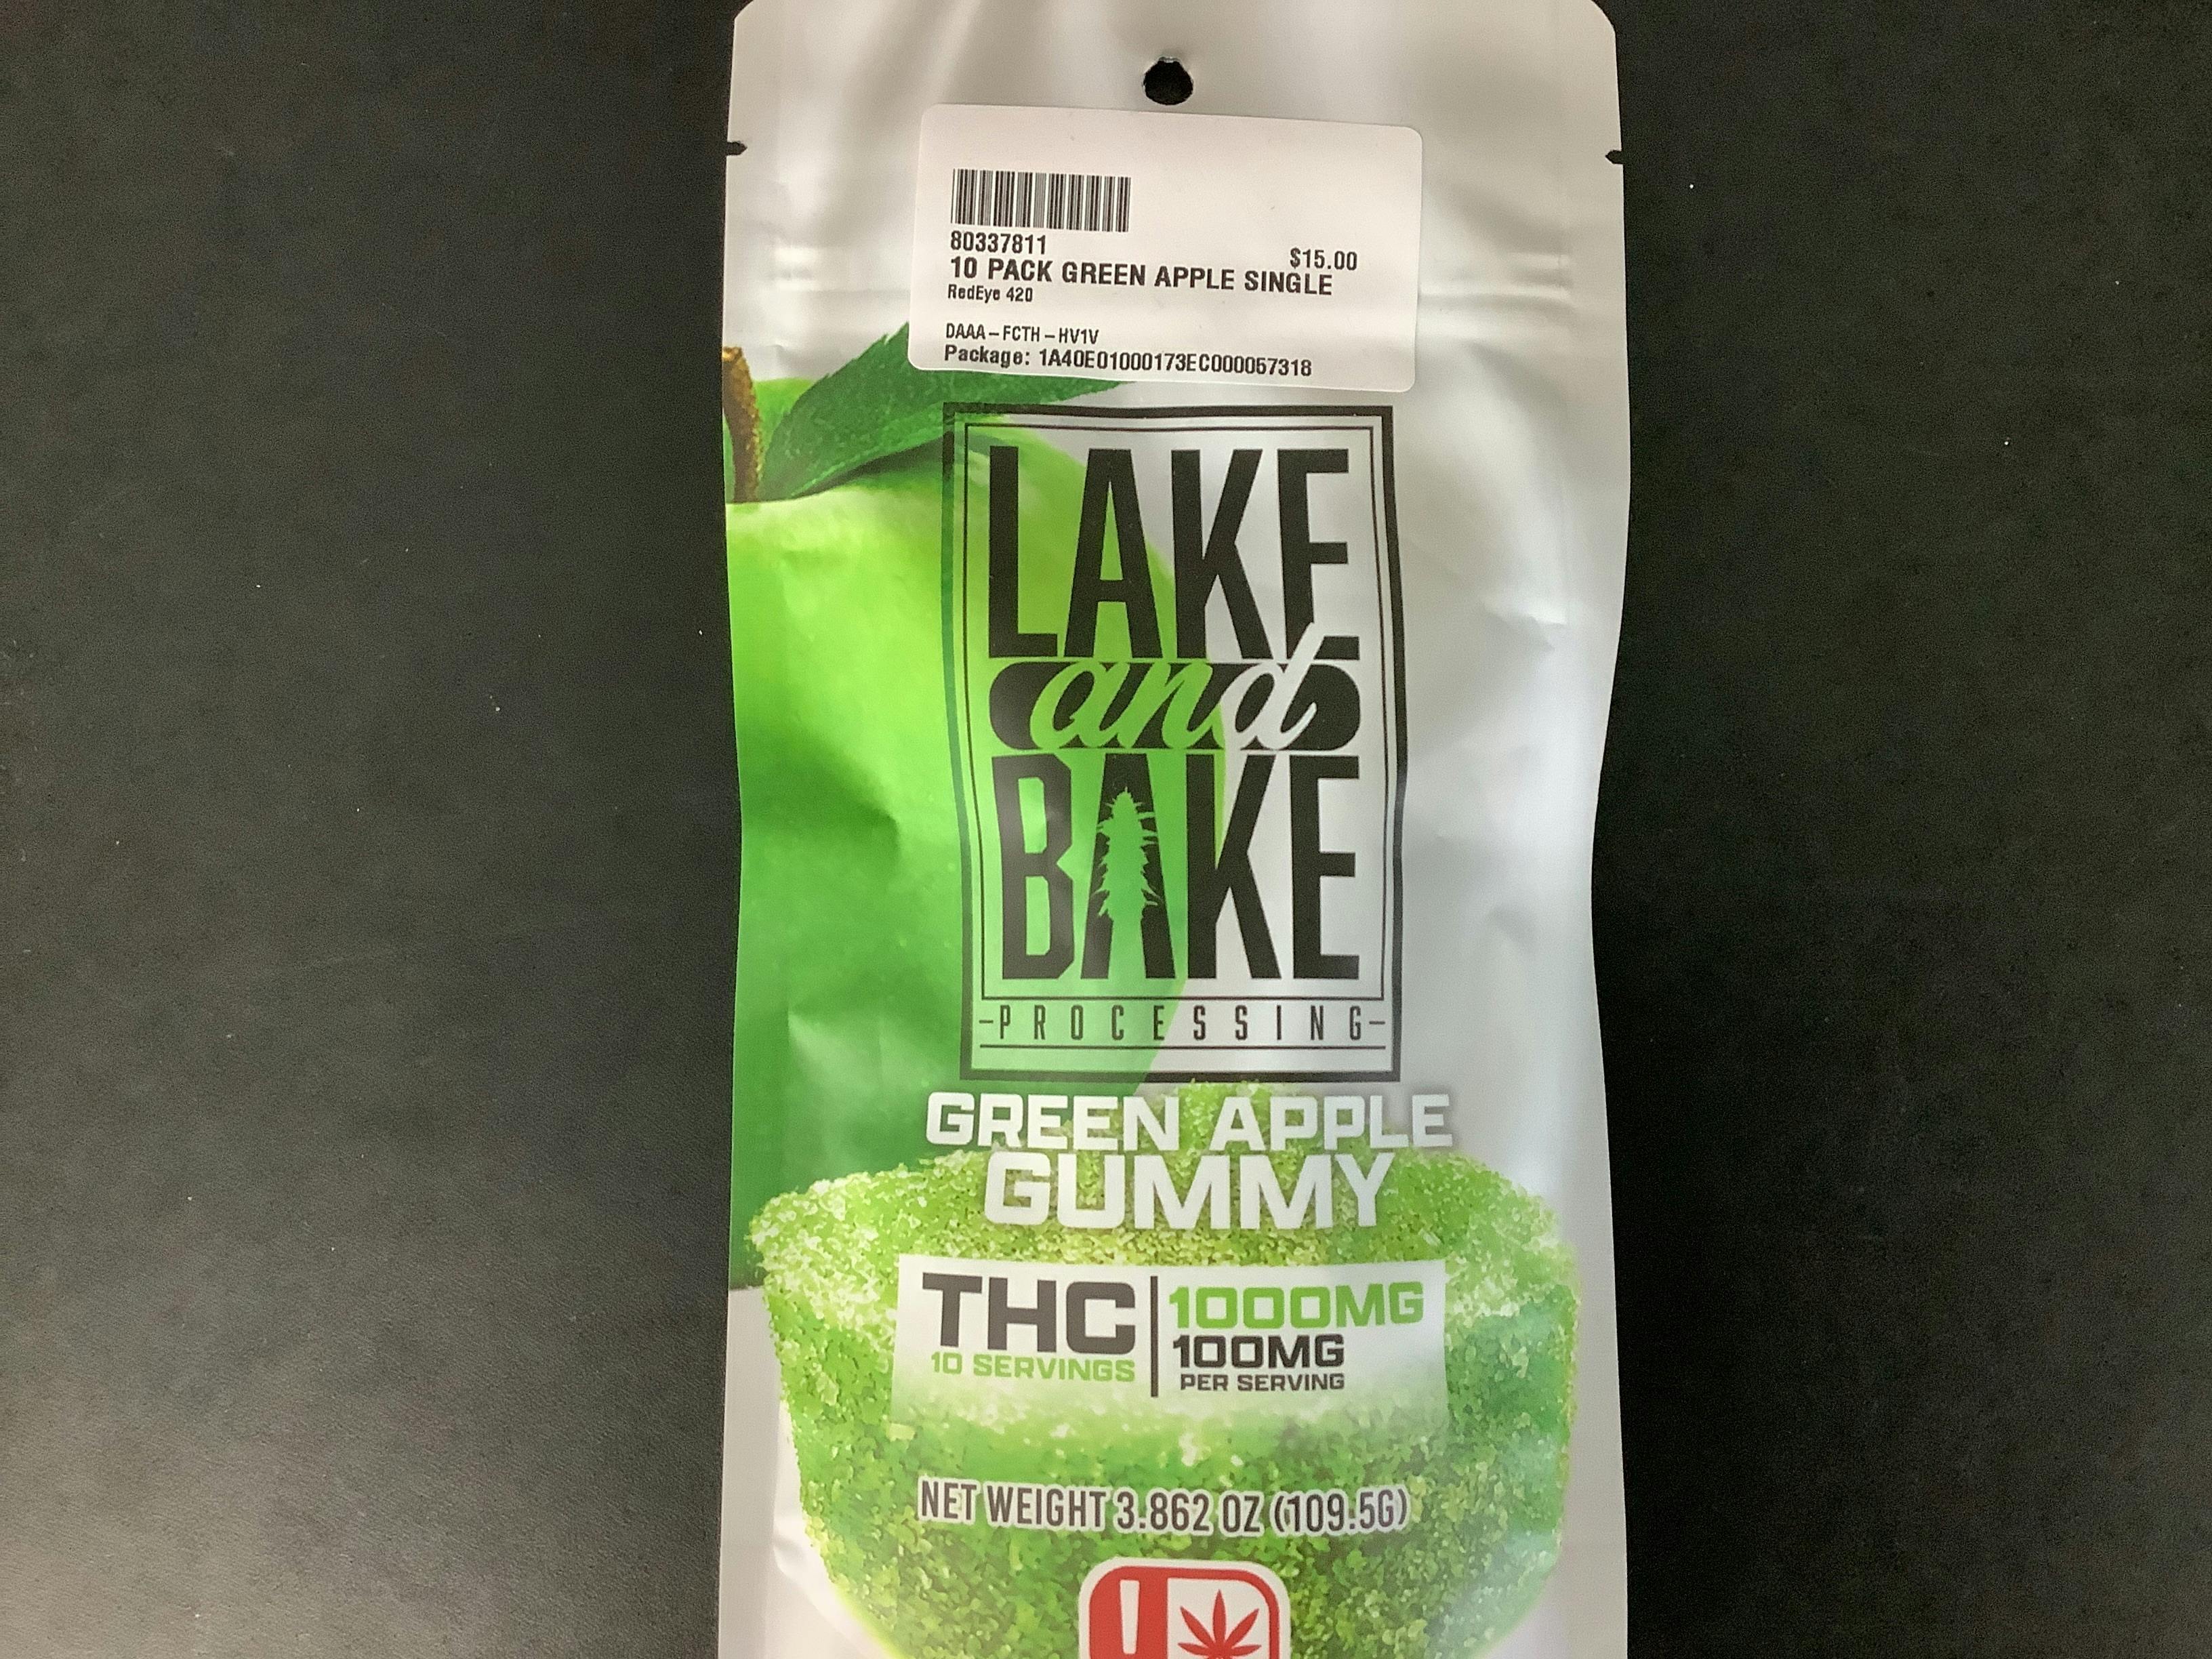 80337811
$15.00
10 PACK GREEN APPLE SINGLE
RedEye 420
DAAA-FCTH-HV1V
Package: 1A40E01000173EC000057318
LAKE
and
BAKE
-PROCESSING-
GREEN APPLE
GUMMY
THC
10 SERVINGS
1000MG
100MG
PER SERVING
NET WEIGHT 3.862 OZ (109.5G)
!